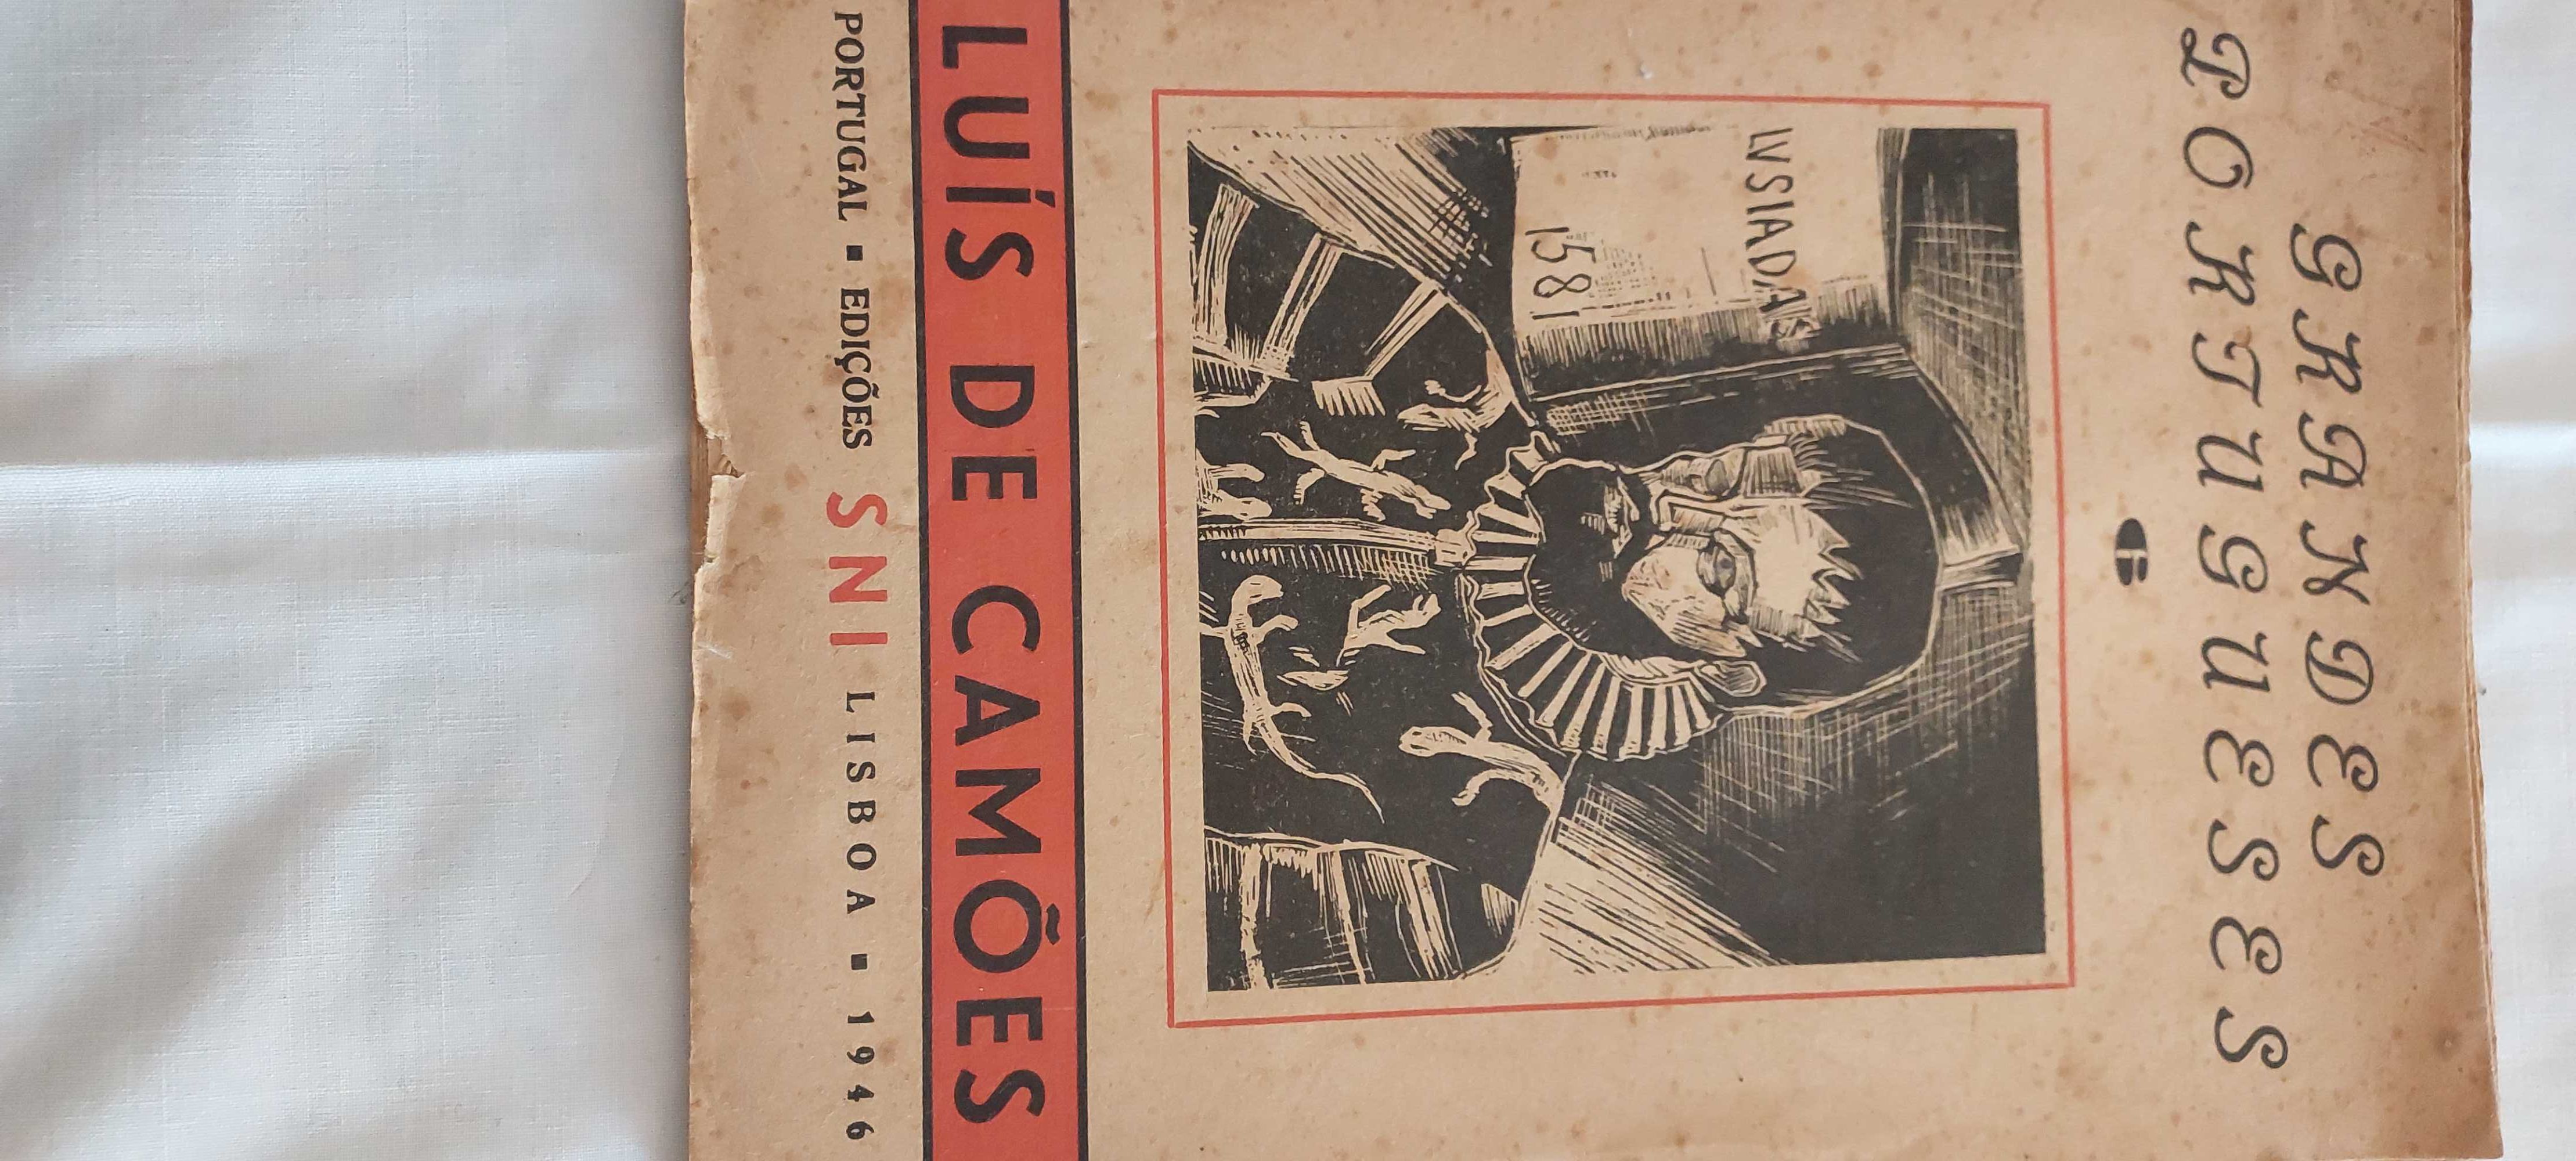 GRANDES
PORTUGUESES
LVSIADAS
1581
LUÍS DE CAMÕES
PORTUGAL ▪ EDIÇÕES SNI LISBOA ▪ 1946